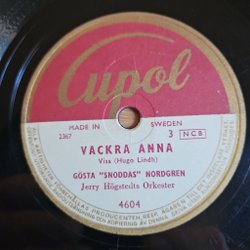 Cupol
MADE IN SWEDEN
2367 3 NCB
VACKRA ANNA
Visa (Hugo Lindh)
GÖSTA "SNODDAS" NORDGREN
Jerry Högstedts Orkester
4604
PRODUCENTEN